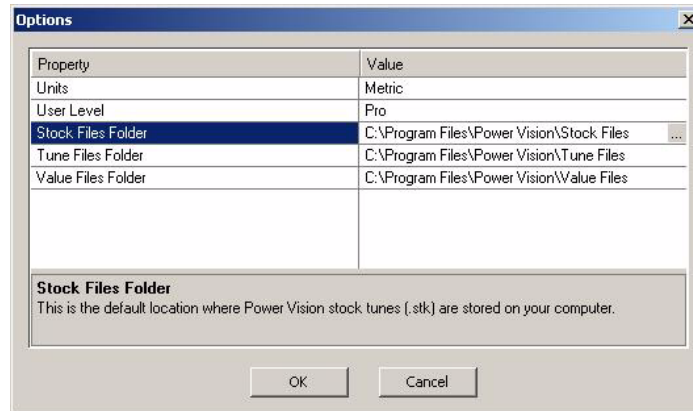 Options
Property Value
Units Metric
User Level Pro
Stock Files Folder C:\Program Files\Power Vision\Stock Files ...
Tune Files Folder C:\Program Files\Power Vision\Tune Files
Value Files Folder C:\Program Files\Power Vision\Value Files
Stock Files Folder
This is the default location where Power Vision stock tunes (.stk) are stored on your computer.
OK Cancel